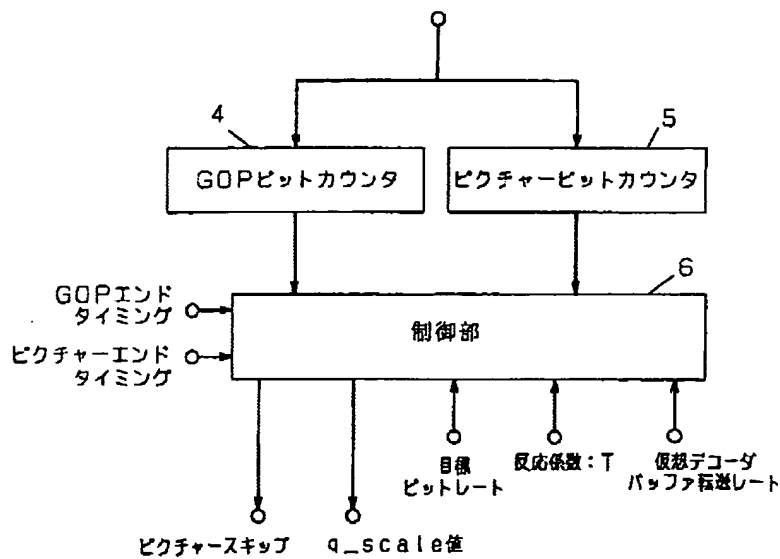 4
5
GOPビットカウンタ
ピクチャービットカウンタ
6
GOPエンド
タイミング
ピクチャーエンド
タイミング
制御部
目標
ビットレート
反応係数:T
仮想デコーダ
バッファ転送レート
ピクチャースキップ
q_scale値